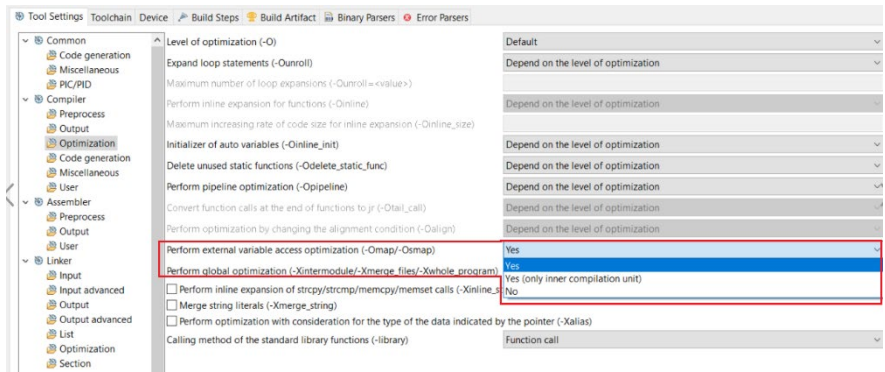 Tool Settings Toolchain Device Build Steps Build Artifact Binary Parsers Error Parsers
Common
Code generation
Miscellaneous
PIC/PID
Compiler
Preprocess
Output
Optimization
Code generation
Miscellaneous
User
Assembler
Preprocess
Output
User
Linker
Input
Input advanced
Output
Output advanced
List
Optimization
Section
Level of optimization (-O) Default
Expand loop statements (-Ounroll) Depend on the level of optimization
Maximum number of loop expansions (-Ounroll=<value>)
Perform inline expansion for functions (-Oinline) Depend on the level of optimization
Maximum increasing rate of code size for inline expansion (-Oinline_size)
Initializer of auto variables (-Oinline_init) Depend on the level of optimization
Delete unused static functions (-Odelete_static_func) Depend on the level of optimization
Perform pipeline optimization (-Opipeline) Depend on the level of optimization
Convert function calls at the end of functions to jr (-Otail_call) Depend on the level of optimization
Perform optimization by changing the alignment condition (-Oalign) Depend on the level of optimization
Perform external variable access optimization (-Omap/-Osmap) Yes
Yes
Perform global optimization (-Xintermodule/-Xmerge_files/-Xwhole_program)
Yes (only inner compilation unit)
Perform inline expansion of strcpy/strcmp/memcpy/memset calls (-Xinline_s No
Merge string literals (-Xmerge_string)
Perform optimization with consideration for the type of the data indicated by the pointer (-Xalias)
Calling method of the standard library functions (-library) Function call